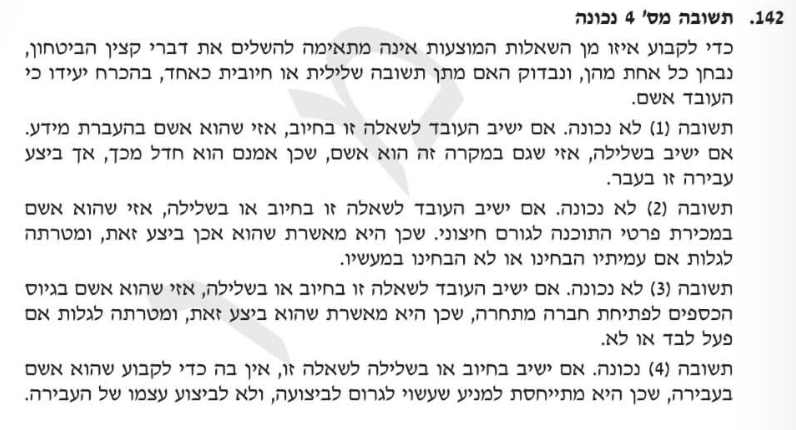 142. תשובה מס' 4 נכונה
כדי לקבוע איזו מן השאלות המוצעות אינה מתאימה להשלים את דברי קצין הביטחון,
נבחן כל אחת מהן, ונבדוק האם מתן תשובה שלילית או חיובית כאחד, בהכרח יעידו כי
העובד אשם.
תשובה (1) לא נכונה. אם ישיב העובד לשאלה זו בחיוב, אזי שהוא אשם בהעברת מידע.
אם ישיב בשלילה, אזי שגם במקרה זה הוא אשם, שכן אמנם הוא חדל מכך, אך ביצע
עבירה זו בעבר.
תשובה (2) לא נכונה. אם ישיב העובד לשאלה זו בחיוב או בשלילה, אזי שהוא אשם
במכירת פרטי התוכנה לגורם חיצוני. שכן היא מאשרת שהוא אכן ביצע זאת, ומטרתה
לגלות אם עמיתיו הבחינו או לא הבחינו במעשיו.
תשובה (3) לא נכונה. אם ישיב העובד לשאלה זו בחיוב או בשלילה, אזי שהוא אשם בגיוס
הכספים לפתיחת חברה מתחרה, שכן היא מאשרת שהוא ביצע זאת, ומטרתה לגלות אם
פעל לבד או לא.
תשובה (4) נכונה. אם ישיב בחיוב או בשלילה לשאלה זו, אין בה כדי לקבוע שהוא אשם
בעבירה, שכן היא מתייחסת למניע שעשוי לגרום לביצועה, ולא לביצוע עצמו של העבירה.